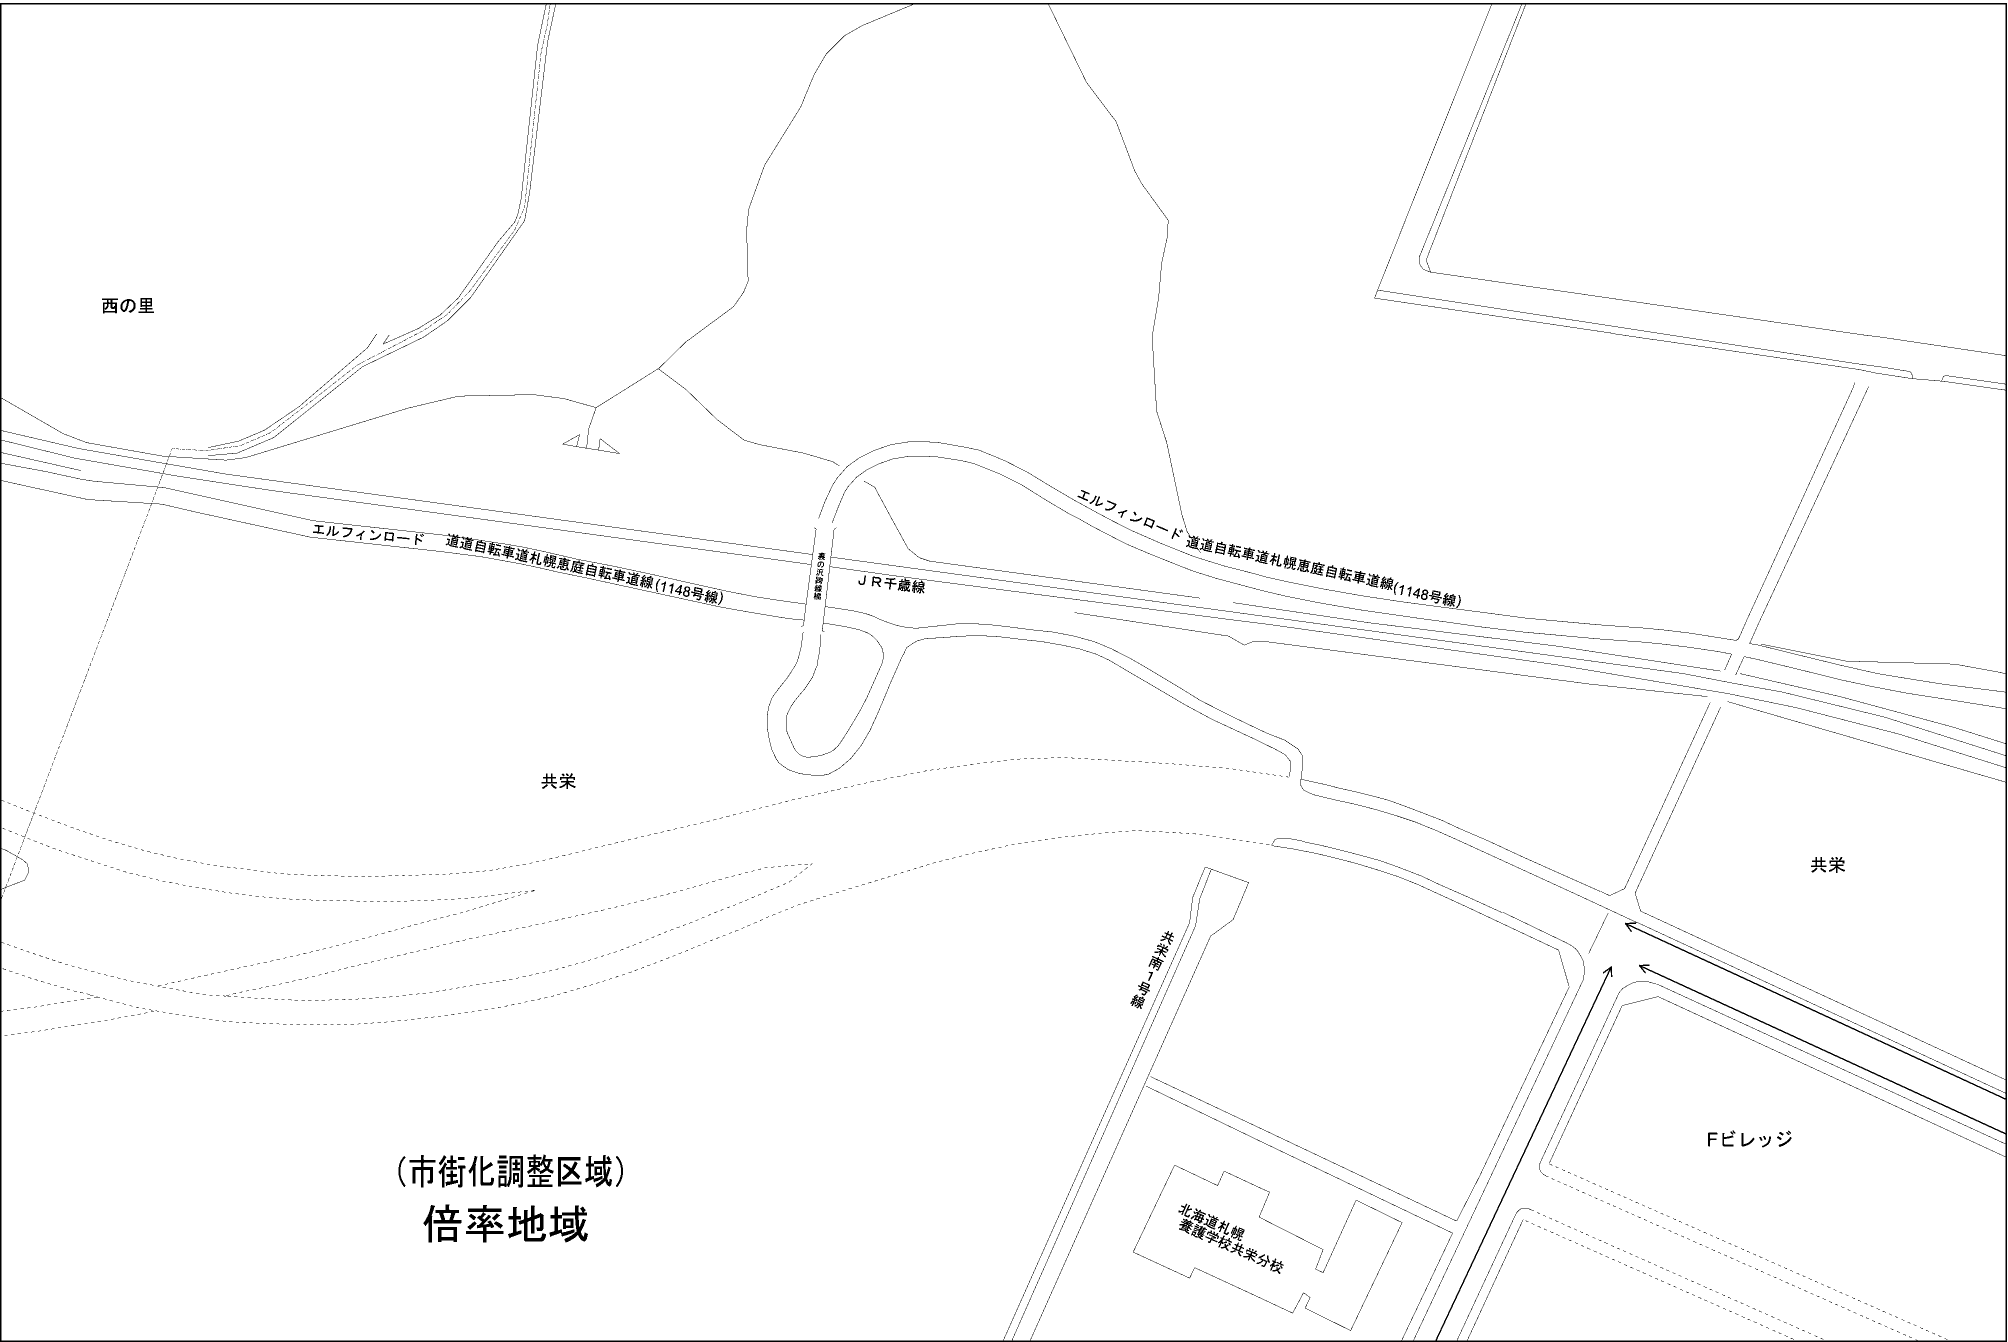 西の里
エルフィンロード 道道自転車道札幌恵庭自転車道線(1148号線)
エルフィンロード 道道自転車道札幌恵庭自転車道線(1148号線)
JR千歳線
共栄
共栄
共栄南1号線
Fビレッジ
(市街化調整区域)
倍率地域
北海道札幌
養護学校共栄分校